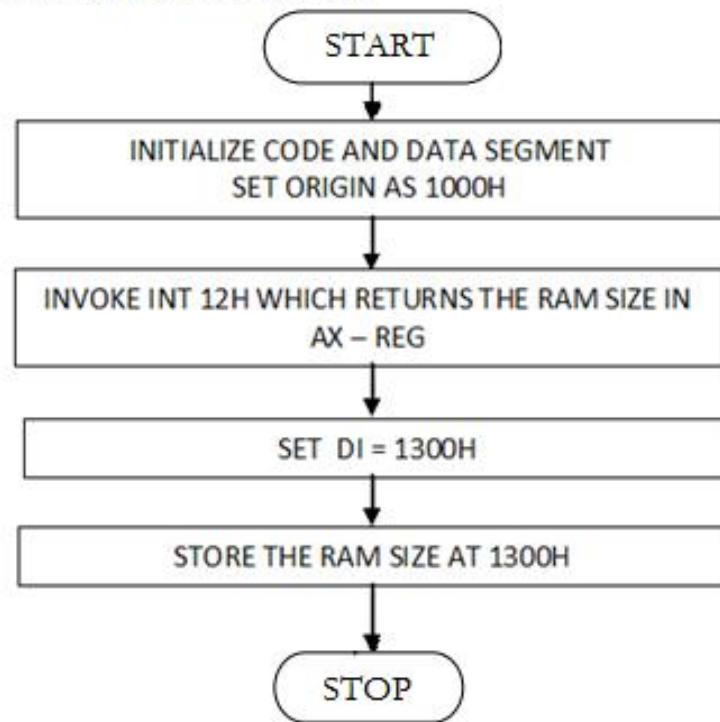 START
INITIALIZE CODE AND DATA SEGMENT
SET ORIGIN AS 1000H
INVOKE INT 12H WHICH RETURNS THE RAM SIZE IN
AX – REG
SET DI = 1300H
STORE THE RAM SIZE AT 1300H
STOP